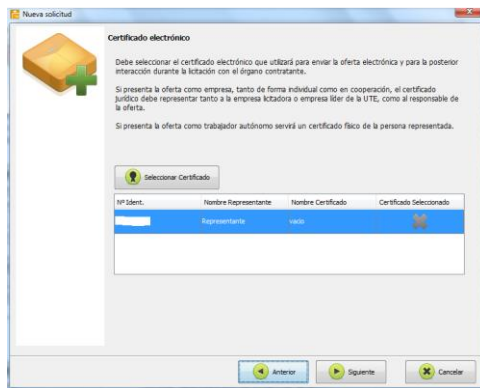 Nueva solicitud
Certificado electrónico
Debe seleccionar el certificado electrónico que utilizará para enviar la oferta electrónica y para la posterior
interacción durante la licitación con el órgano contratante.
Si presenta la oferta como empresa, tanto de forma individual como en cooperación, el certificado
jurídico debe representar tanto a la empresa licitadora o empresa líder de la UTE, como al responsable de
la oferta.
Si presenta la oferta como trabajador autónomo servirá un certificado físico de la persona representada.
Seleccionar Certificado
Nº Ident. Nombre Representante Nombre Certificado Certificado Seleccionado
Representante vacio
Anterior Siguiente Cancelar